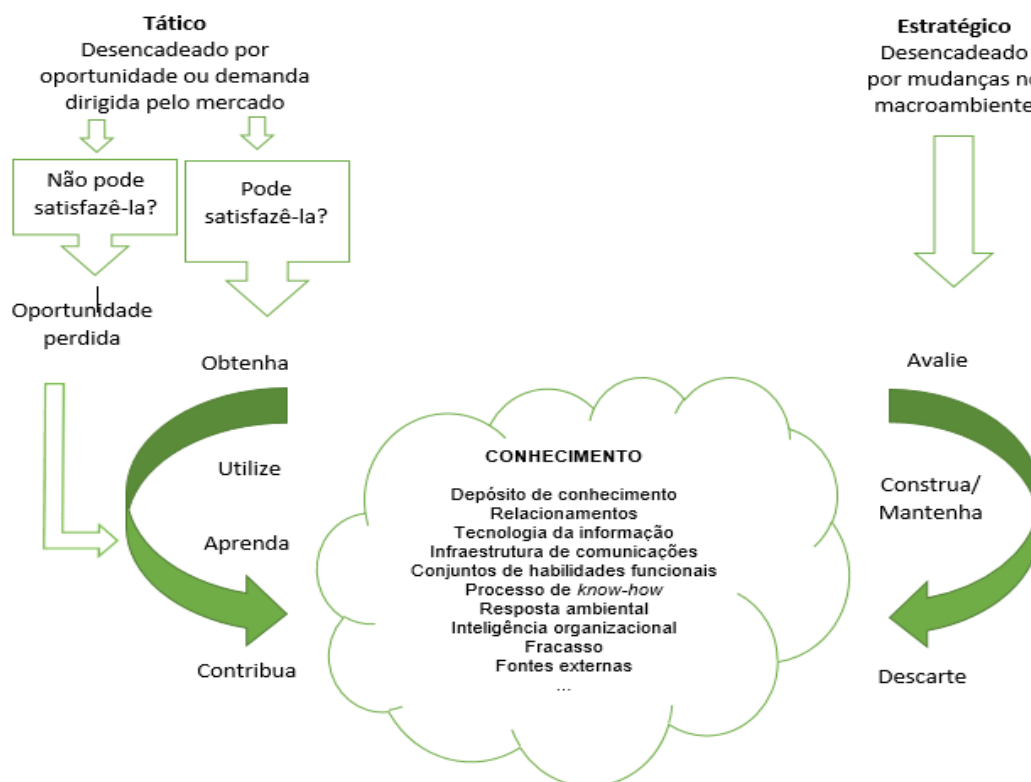 Tático
Desencadeado por
oportunidade ou demanda
dirigida pelo mercado
Não pode
satisfazê-la?
Pode
satisfazê-la?
Oportunidade
perdida
Obtenha
Utilize
Aprenda
Contribua
CONHECIMENTO
Depósito de conhecimento
Relacionamentos
Tecnologia da informação
Infraestrutura de comunicações
Conjuntos de habilidades funcionais
Processo de know-how
Resposta ambiental
Inteligência organizacional
Fracasso
Fontes externas
...
Estratégico
Desencadeado
por mudanças n
macroambiente
Avalie
Construa/
Mantenha
Descarte